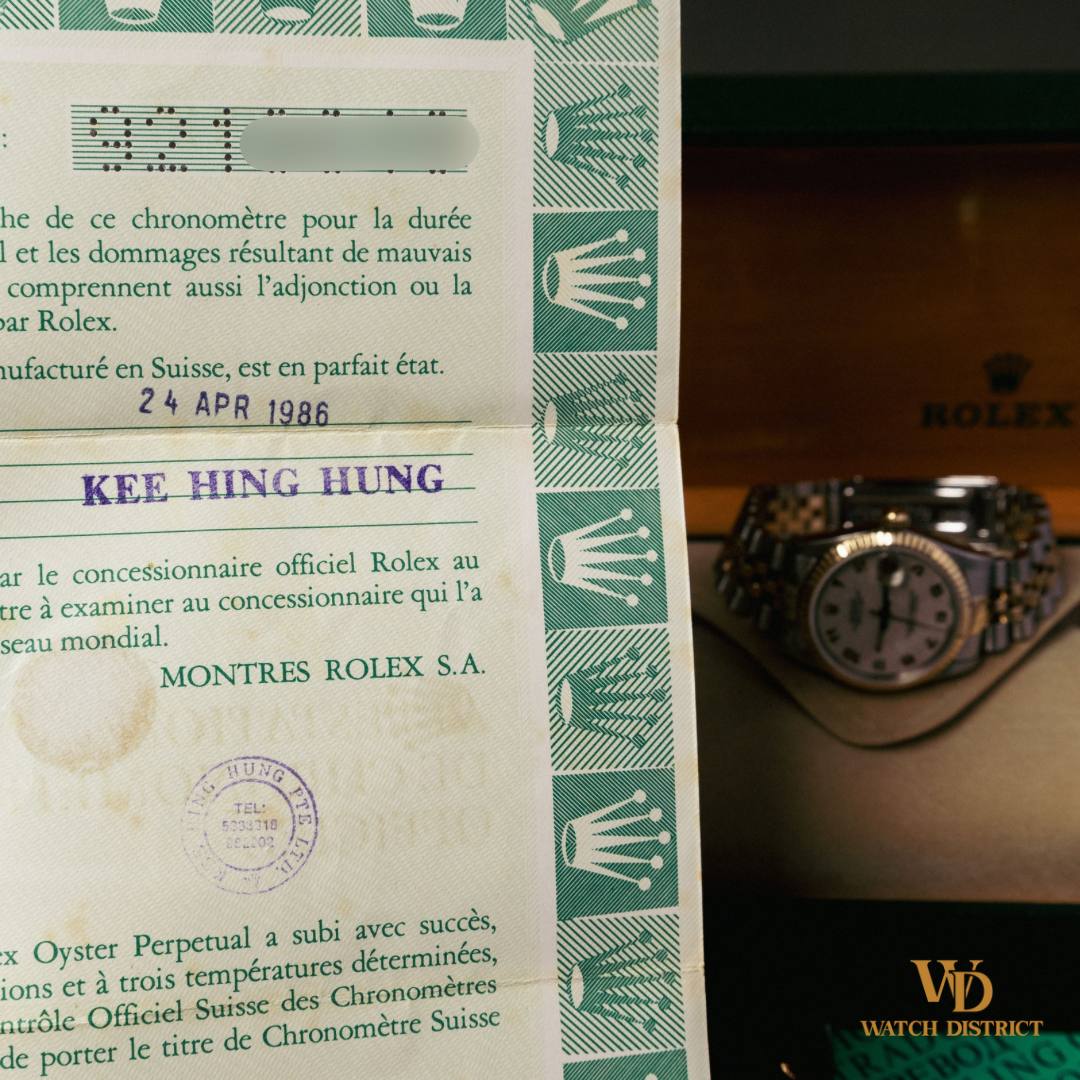 : 921
he de ce chronomètre pour la durée
l et les dommages résultant de mauvais
comprennent aussi l'adjonction ou la
par Rolex.
nufacturé en Suisse, est en parfait état.
24 APR 1986
KEE HING HUNG
ar le concessionnaire officiel Rolex au
tre à examiner au concessionnaire qui l'a
seau mondial.
MONTRES ROLEX S.A.
HING HUNG PTE LTD.
TEL:
ex Oyster Perpetual a subi avec succès,
ions et à trois températures déterminées,
ntrôle Officiel Suisse des Chronomètres
de porter le titre de Chronomètre Suisse
ROLEX
WD
WATCH DISTRICT